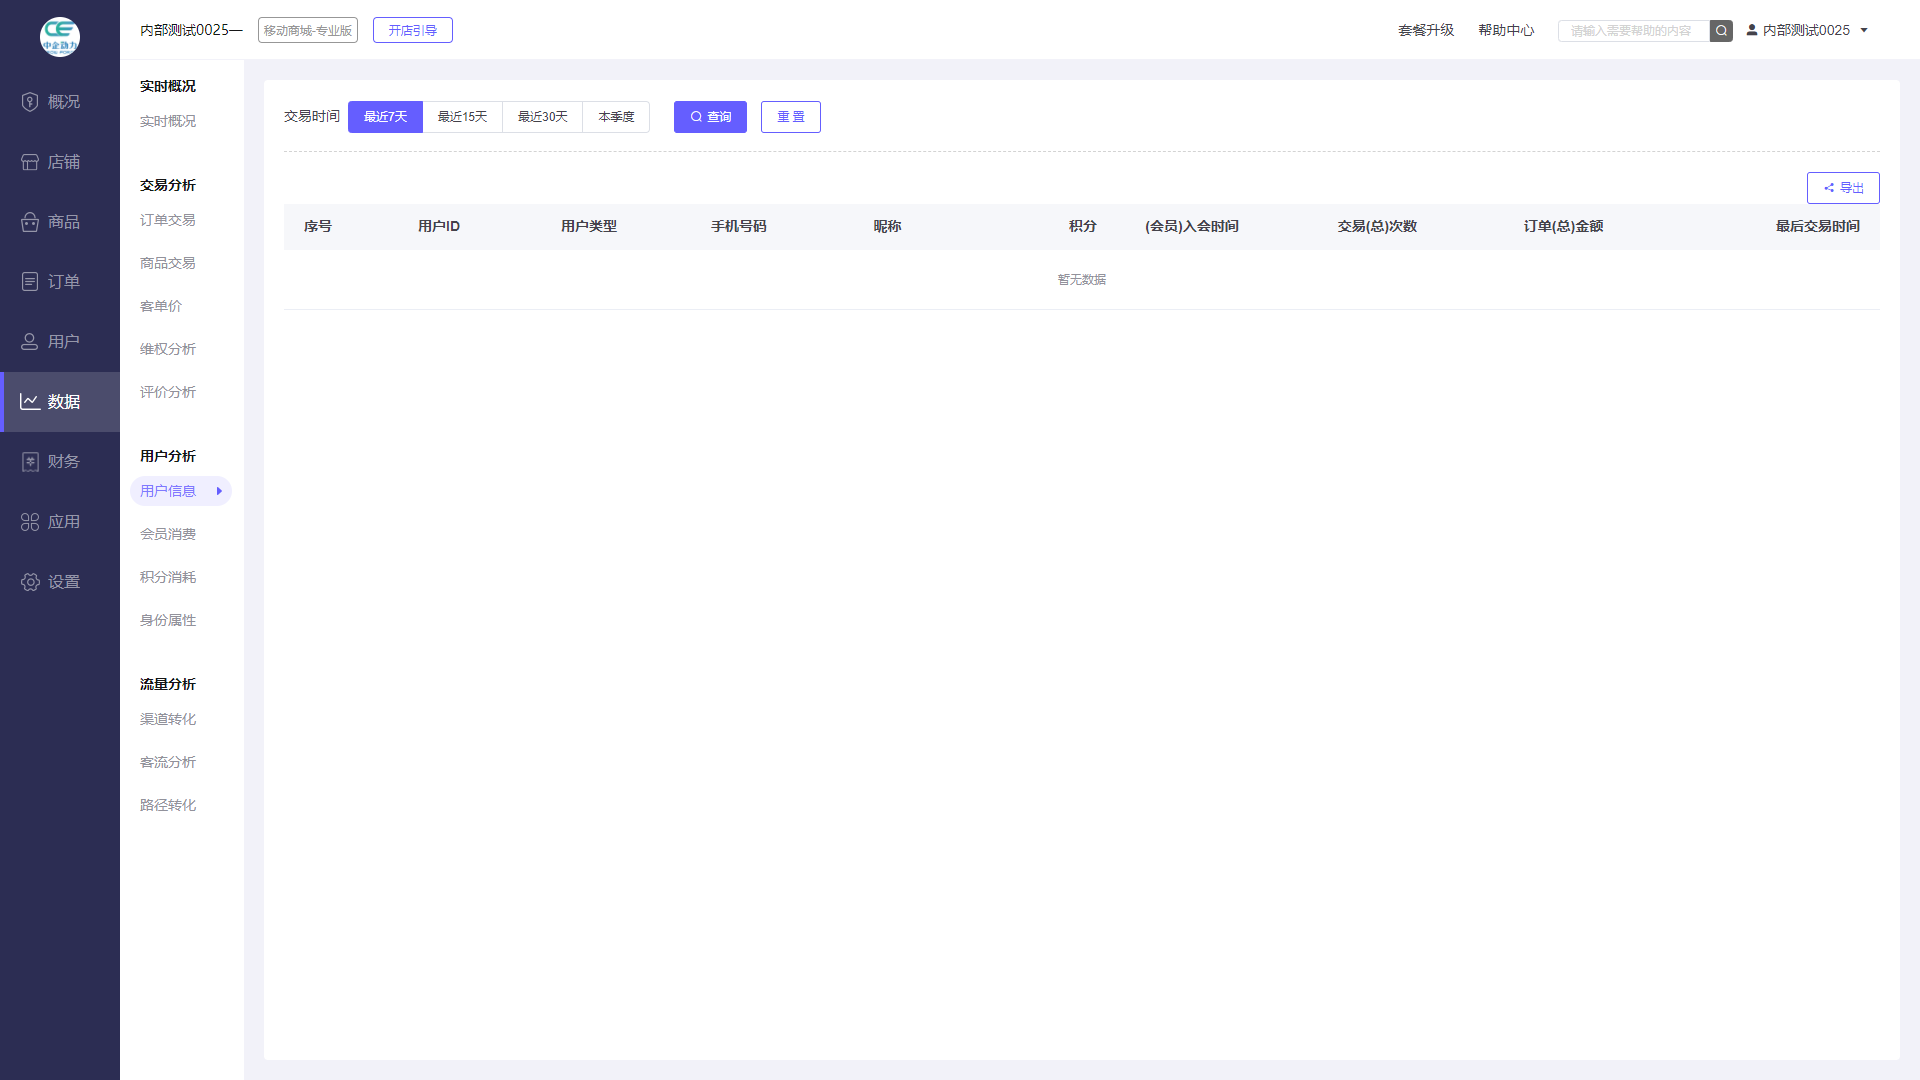 中企动力
概况
店铺
商品
订单
用户
数据
财务
应用
设置
内部测试0025一
移动商城-专业版
开店引导
套餐升级
帮助中心
请输入需要帮助的内容
内部测试0025
实时概况
实时概况
交易分析
订单交易
商品交易
客单价
维权分析
评价分析
用户分析
用户信息
会员消费
积分消耗
身份属性
流量分析
渠道转化
客流分析
路径转化
交易时间 最近7天 最近15天 最近30天 本季度 查询 重 置
导出
序号 用户ID 用户类型 手机号码 昵称 积分 (会员)入会时间 交易(总)次数 订单(总)金额 最后交易时间
暂无数据